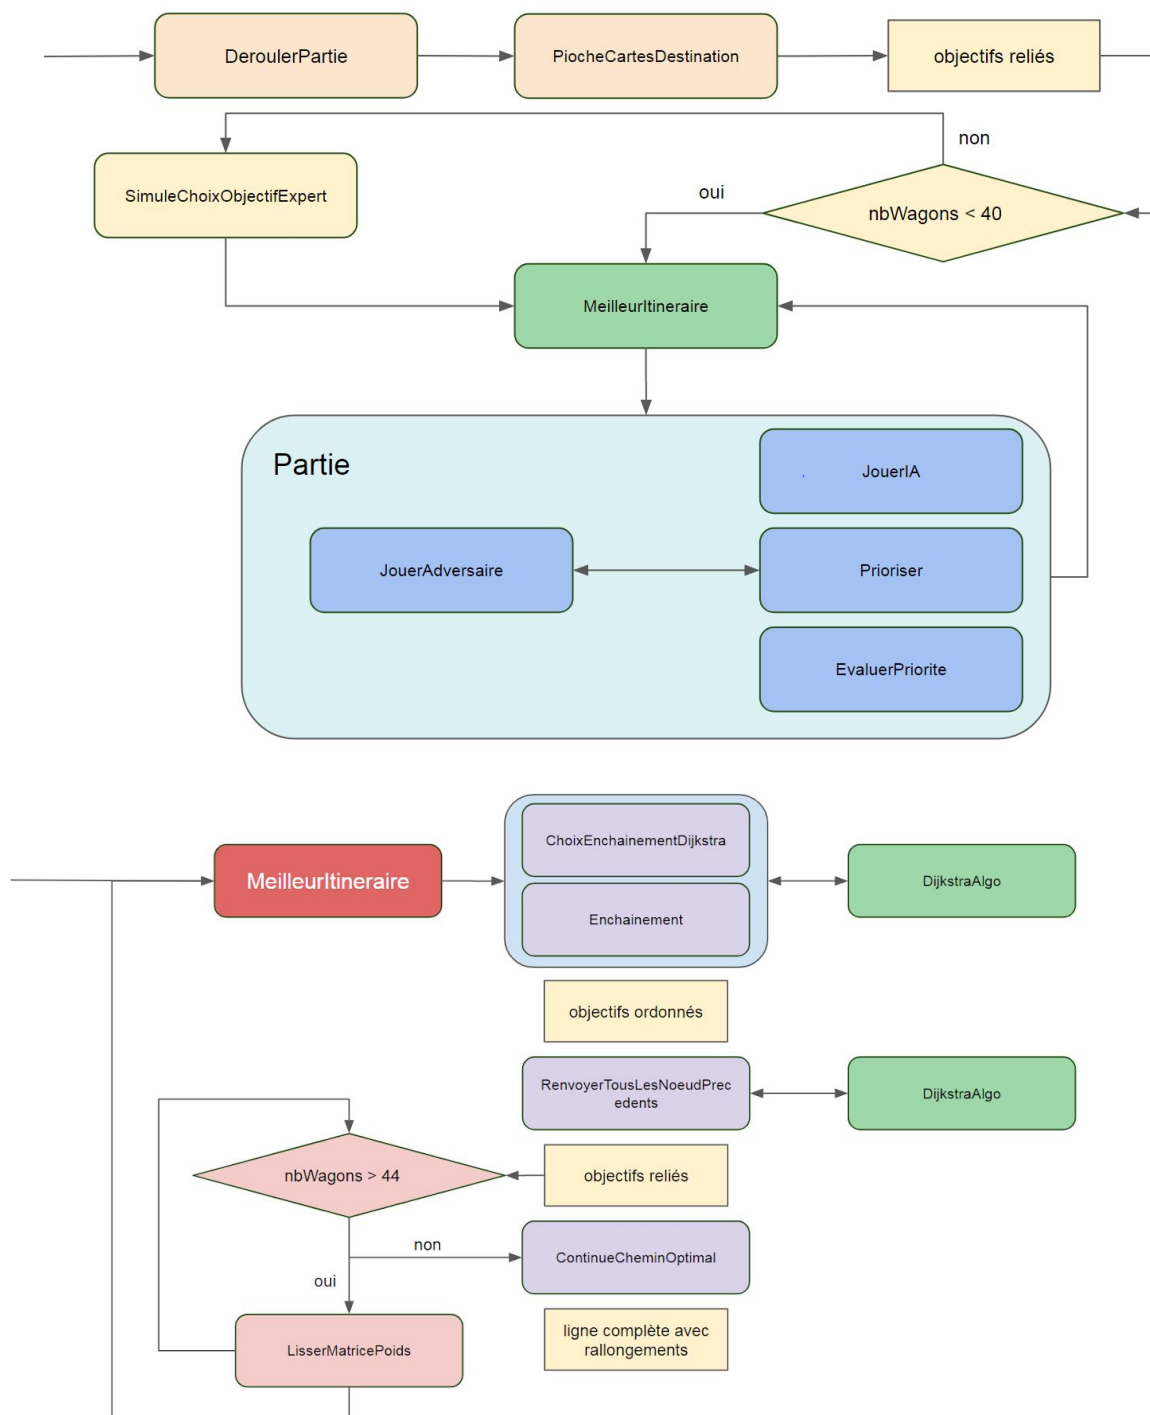 DeroulerPartie
PiocheCartesDestination
objectifs reliés
non
SimuleChoixObjectifExpert
oui
nbWagons < 40
MeilleurItineraire
Partie
JouerIA
JouerAdversaire
Prioriser
EvaluerPriorite
ChoixEnchainementDijkstra
MeilleurItineraire
DijkstraAlgo
Enchainement
objectifs ordonnés
RenvoyerTousLesNoeudPrec
edents
DijkstraAlgo
nbWagons > 44
objectifs reliés
non
ContinueCheminOptimal
oui
ligne complète avec
rallongements
LisserMatricePoids